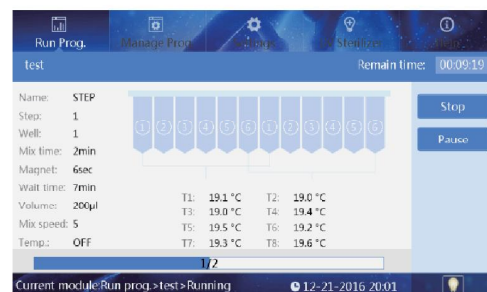 Run Prog.
Manage Prog.
Settings
Sterilizer
test
Remain time: 00:09:19
Name: STEP
Step: 1
Well: 1
Mix time: 2min
Magnet: 6sec
Wait time: 7min
Volume: 200μl
Mix speed: 5
Temp.: OFF
1 2 3 4 5 6 1 2 3 4 5 6
T1: 19.1 °C T2: 19.0 °C
T3: 19.0 °C T4: 19.4 °C
T5: 19.5 °C T6: 19.2 °C
T7: 19.3 °C T8: 19.6 °C
Stop
Pause
1/2
Current module:Run prog.>test>Running
12-21-2016 20:01